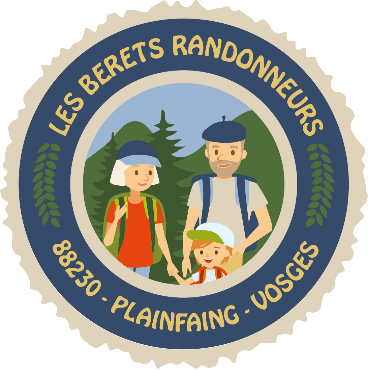 LES BERETS RANDONNEURS
88230 - PLAINFAING - VOSGES